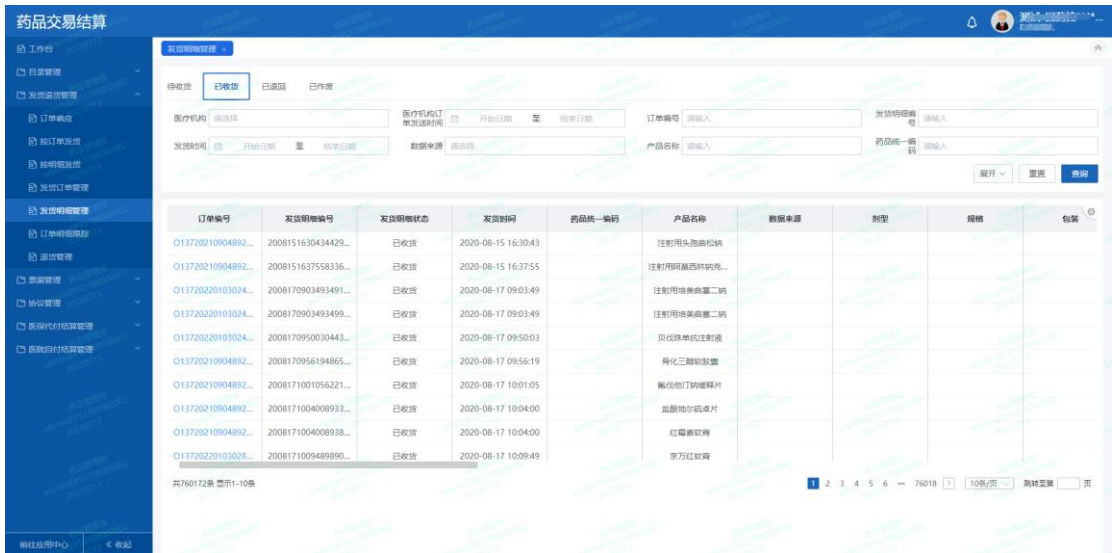 药品交易结算
工作台
目录管理
发货退货管理
订单响应
按订单发货
按明细发货
发货订单管理
发货明细管理
订单明细跟踪
退货管理
票据管理
协议管理
医保代付结算管理
医院自付结算管理
前往应用中心 收起
发货明细管理 ×
待收货 已收货 已退回 已作废
医疗机构 请选择 医疗机构订单发送时间 开始日期 至 结束日期 订单编号 请输入 发货明细编号 请输入
发货时间 开始日期 至 结束日期 数据来源 请选择 产品名称 请输入 药品统一编码 请输入
展开 重置 查询
订单编号 发货明细编号 发货明细状态 发货时间 药品统一编码 产品名称 数据来源 剂型 规格 包装
O13720210904892... 2008151630434429... 已收货 2020-08-15 16:30:43 注射用头孢曲松钠
O13720210904892... 2008151637558336... 已收货 2020-08-15 16:37:55 注射用阿莫西林钠克...
O13720220103024... 2008170903493491... 已收货 2020-08-17 09:03:49 注射用培美曲塞二钠
O13720220103024... 2008170903493499... 已收货 2020-08-17 09:03:49 注射用培美曲塞二钠
O13720220103024... 2008170950030443... 已收货 2020-08-17 09:50:03 贝伐珠单抗注射液
O13720210904892... 2008170956194865... 已收货 2020-08-17 09:56:19 骨化三醇软胶囊
O13720210904892... 2008171001056221... 已收货 2020-08-17 10:01:05 氟伐他汀钠缓释片
O13720210904892... 2008171004008933... 已收货 2020-08-17 10:04:00 盐酸地尔硫卓片
O13720210904892... 2008171004008938... 已收货 2020-08-17 10:04:00 红霉素软膏
O13720220103028... 2008171009489890... 已收货 2020-08-17 10:09:49 京万红软膏
共760172条 显示1-10条 1 2 3 4 5 6 ... 76018 > 10条/页 跳转至第 页